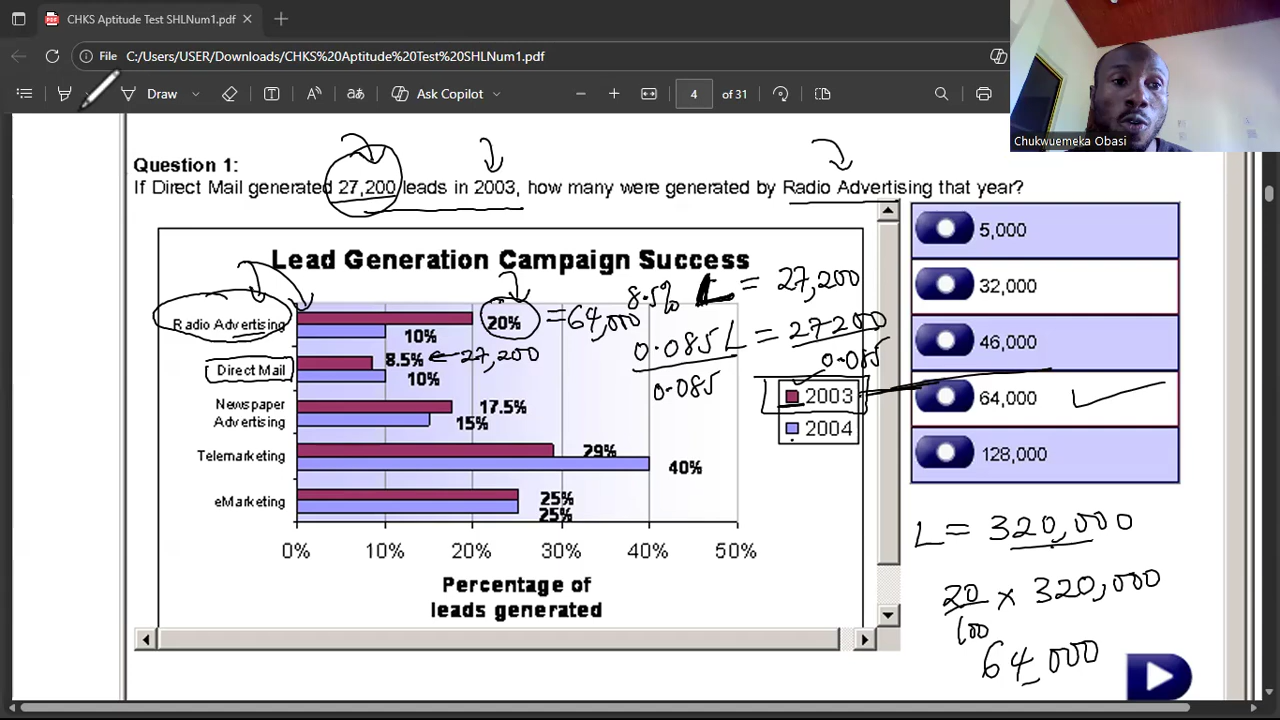 CHKS Aptitude Test SHLNum1.pdf
File C:/Users/USER/Downloads/CHKS%20Aptitude%20Test%20SHLNum1.pdf
Draw Ask Copilot 4 of 31
Chukwuemeka Obasi
Question 1:
If Direct Mail generated 27,200 leads in 2003, how many were generated by Radio Advertising that year?
Lead Generation Campaign Success
8.5% L = 27,200
Radio Advertising 20% = 64,000
10%
0.085L = 27200
0.085 0.085
Direct Mail 8.5% ← 27,200
10%
Newspaper Advertising 17.5%
15%
Telemarketing 29%
40%
eMarketing 25%
25%
2003
2004
0% 10% 20% 30% 40% 50%
Percentage of
leads generated
5,000
32,000
46,000
64,000
128,000
L = 320,000
20/100 x 320,000
64,000